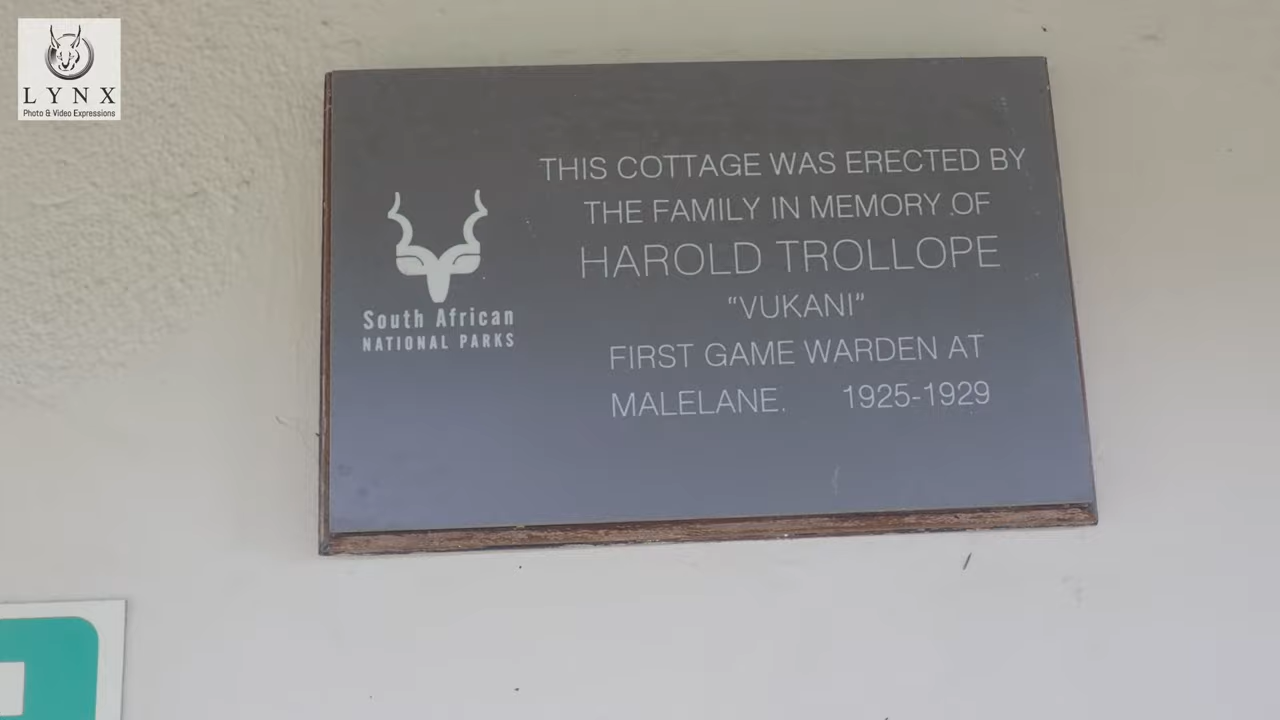 LYNX
Photo & Video Expressions
THIS COTTAGE WAS ERECTED BY
THE FAMILY IN MEMORY OF
HAROLD TROLLOPE
“VUKANI”
FIRST GAME WARDEN AT
MALELANE. 1925-1929
South African
NATIONAL PARKS